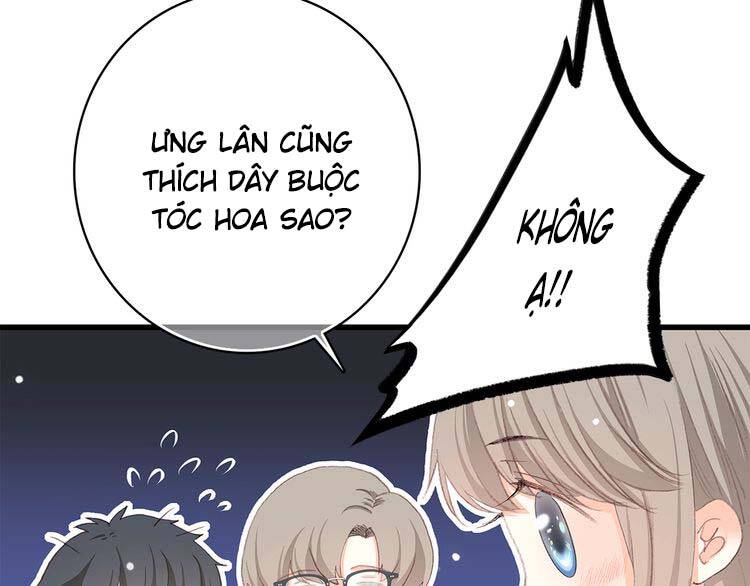 ƯNG LÂN CŨNG
THÍCH DÂY BUỘC
TÓC HOA SAO?
KHÔNG
Ạ!!